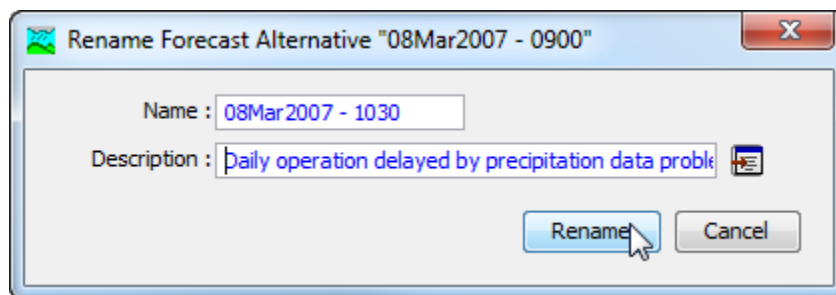 Rename Forecast Alternative "08Mar2007 - 0900"
Name : 08Mar2007 - 1030
Description : Daily operation delayed by precipitation data proble
Rename Cancel